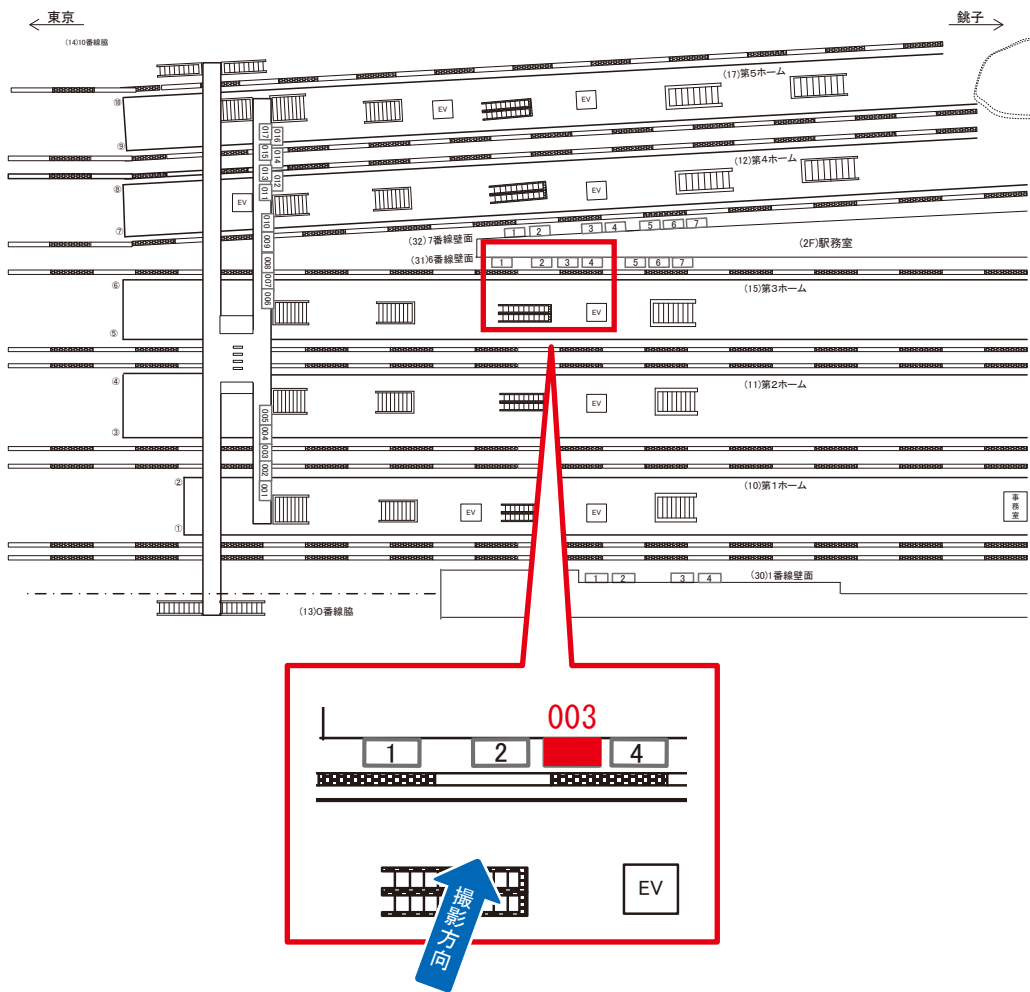 東京
銚子
(14)10番線脇
(17)第5ホーム
⑩
EV
EV
⑨
017
016
015
014
(12)第4ホーム
013
012
⑧
011
EV
EV
⑦
010
1
2
3
4
5
6
7
(32)7番線壁面
009
(2F)駅務室
(31)6番線壁面
008
1
2
3
4
5
6
7
007
⑥
006
(15)第3ホーム
EV
⑤
④
(11)第2ホーム
EV
005
③
004
003
②
002
(10)第1ホーム
001
EV
EV
事務室
①
1
2
3
4
(30)1番線壁面
(13)0番線脇
003
1
2
4
EV
撮影方向